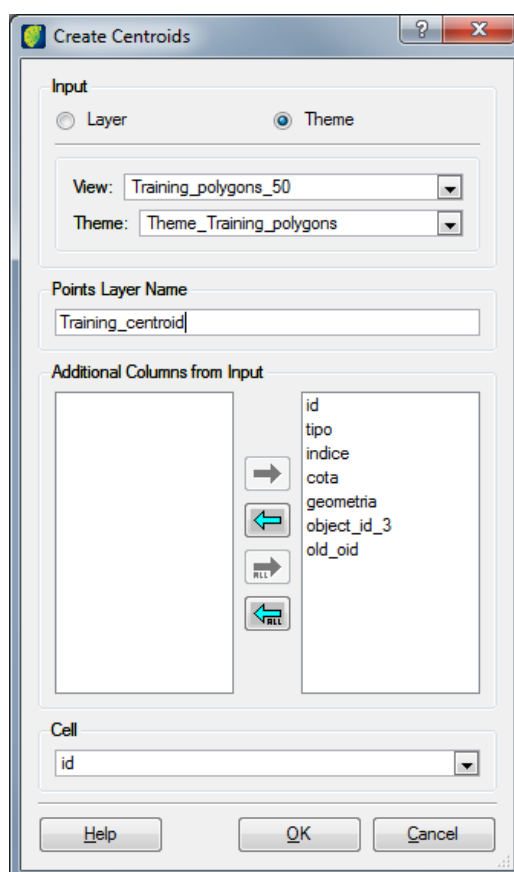 Create Centroids
?
Input
Layer Theme
View: Training_polygons_50
Theme: Theme_Training_polygons
Points Layer Name
Training_centroid
Additional Columns from Input
id
tipo
indice
cota
geometria
object_id_3
old_oid
ALL
ALL
Cell
id
Help OK Cancel